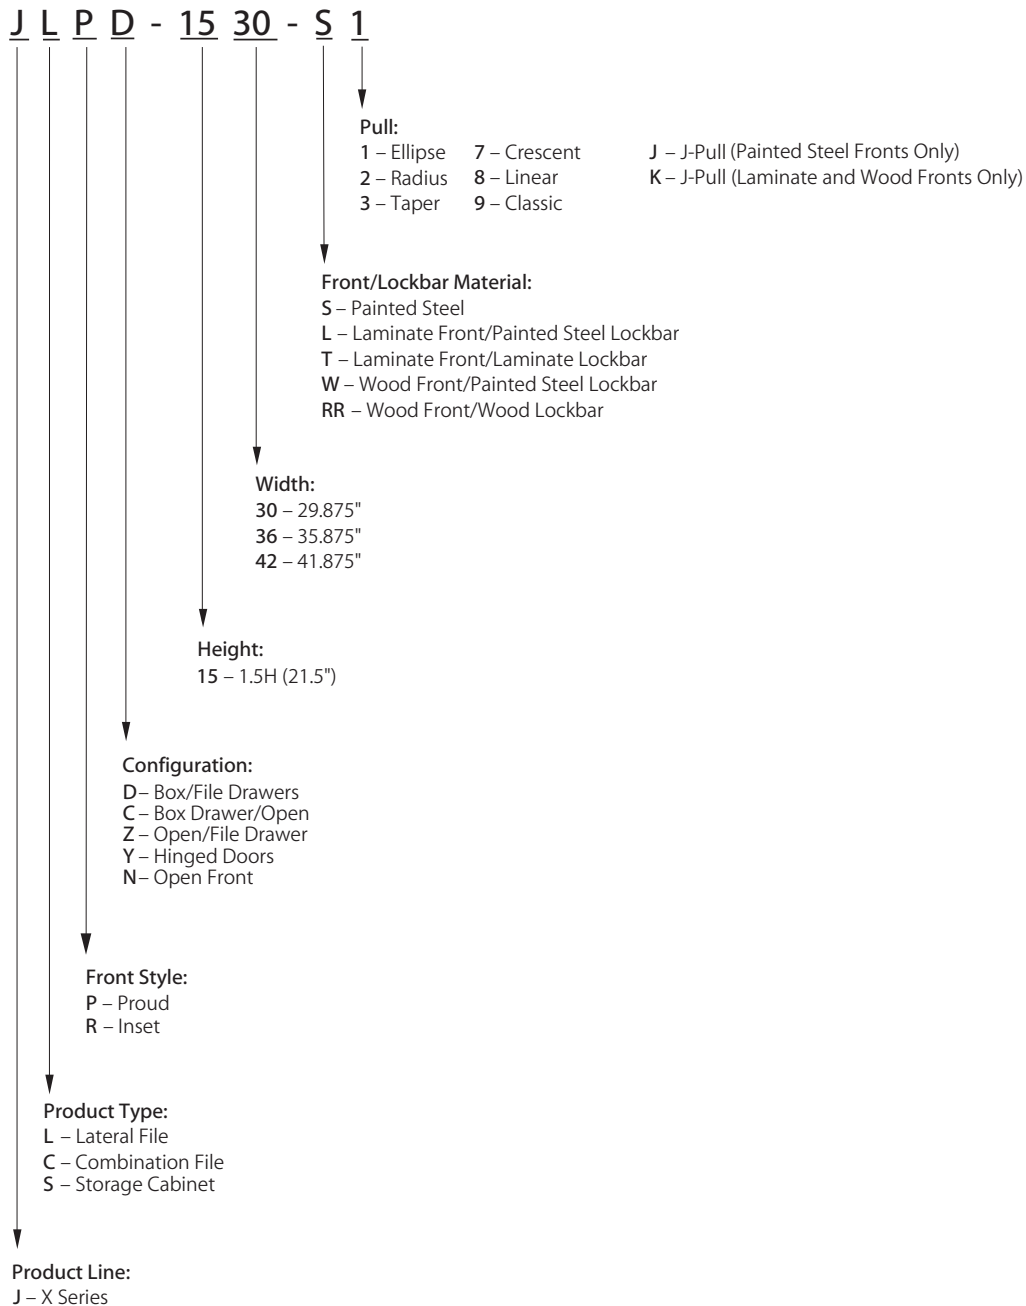 J L P D - 15 30 - S 1
Pull:
1 – Ellipse 7 – Crescent J – J-Pull (Painted Steel Fronts Only)
2 – Radius 8 – Linear K – J-Pull (Laminate and Wood Fronts Only)
3 – Taper 9 – Classic
Front/Lockbar Material:
S – Painted Steel
L – Laminate Front/Painted Steel Lockbar
T – Laminate Front/Laminate Lockbar
W – Wood Front/Painted Steel Lockbar
RR – Wood Front/Wood Lockbar
Width:
30 – 29.875"
36 – 35.875"
42 – 41.875"
Height:
15 – 1.5H (21.5")
Configuration:
D – Box/File Drawers
C – Box Drawer/Open
Z – Open/File Drawer
Y – Hinged Doors
N – Open Front
Front Style:
P – Proud
R – Inset
Product Type:
L – Lateral File
C – Combination File
S – Storage Cabinet
Product Line:
J – X Series